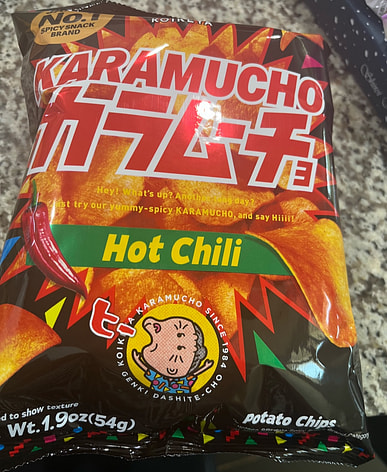 KOIKEYA
No.1
SPICY SNACK
BRAND
KARAMUCHO
カラムーチョ
Hey! What's up? Another long day?
just try our yummy-spicy KARAMUCHO, and say Hiiii!
Hot Chili
ヒー
KOIKEYA KARAMUCHO SINCE 1984
GENKI DASHITE-CHO
ed to show texture
t Wt. 1.9oz(54g)
Potato Chips